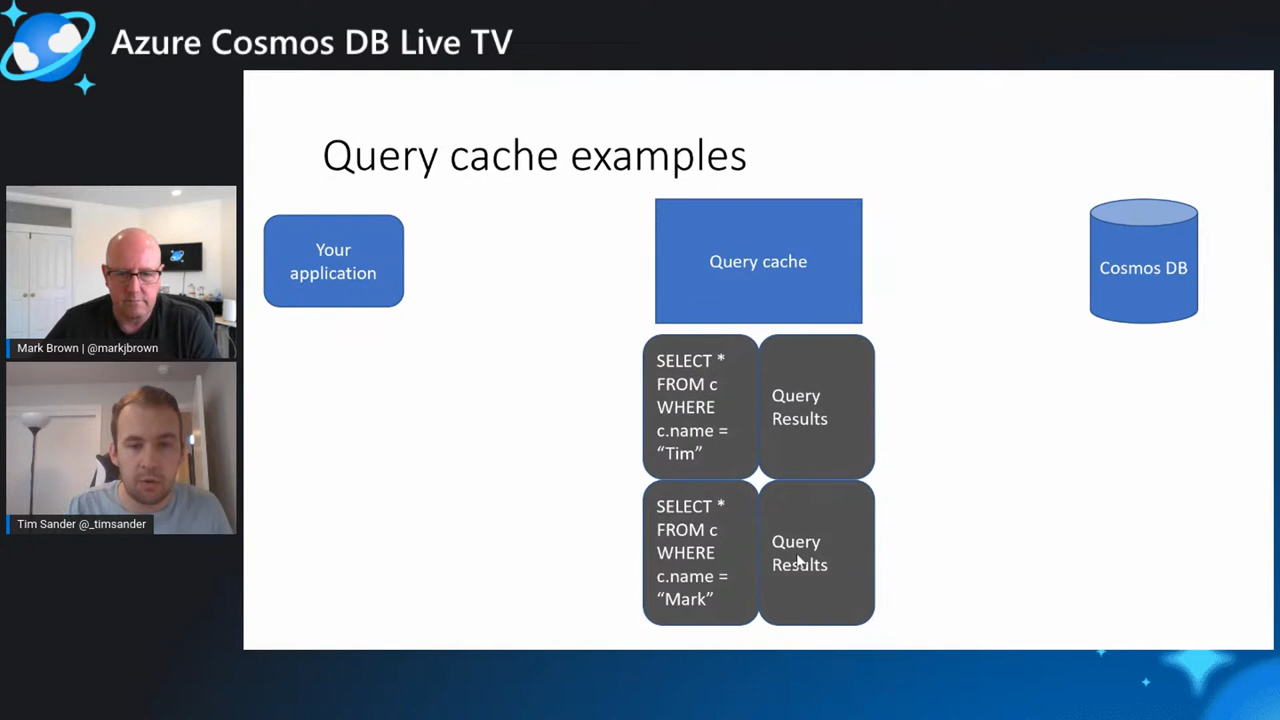 Azure Cosmos DB Live TV
Query cache examples
Your
application
Query cache
Cosmos DB
SELECT *
FROM c
WHERE
c.name =
“Tim”
Query
Results
SELECT *
FROM c
WHERE
c.name =
“Mark”
Query
Results
Mark Brown | @markjbrown
Tim Sander @_timsander